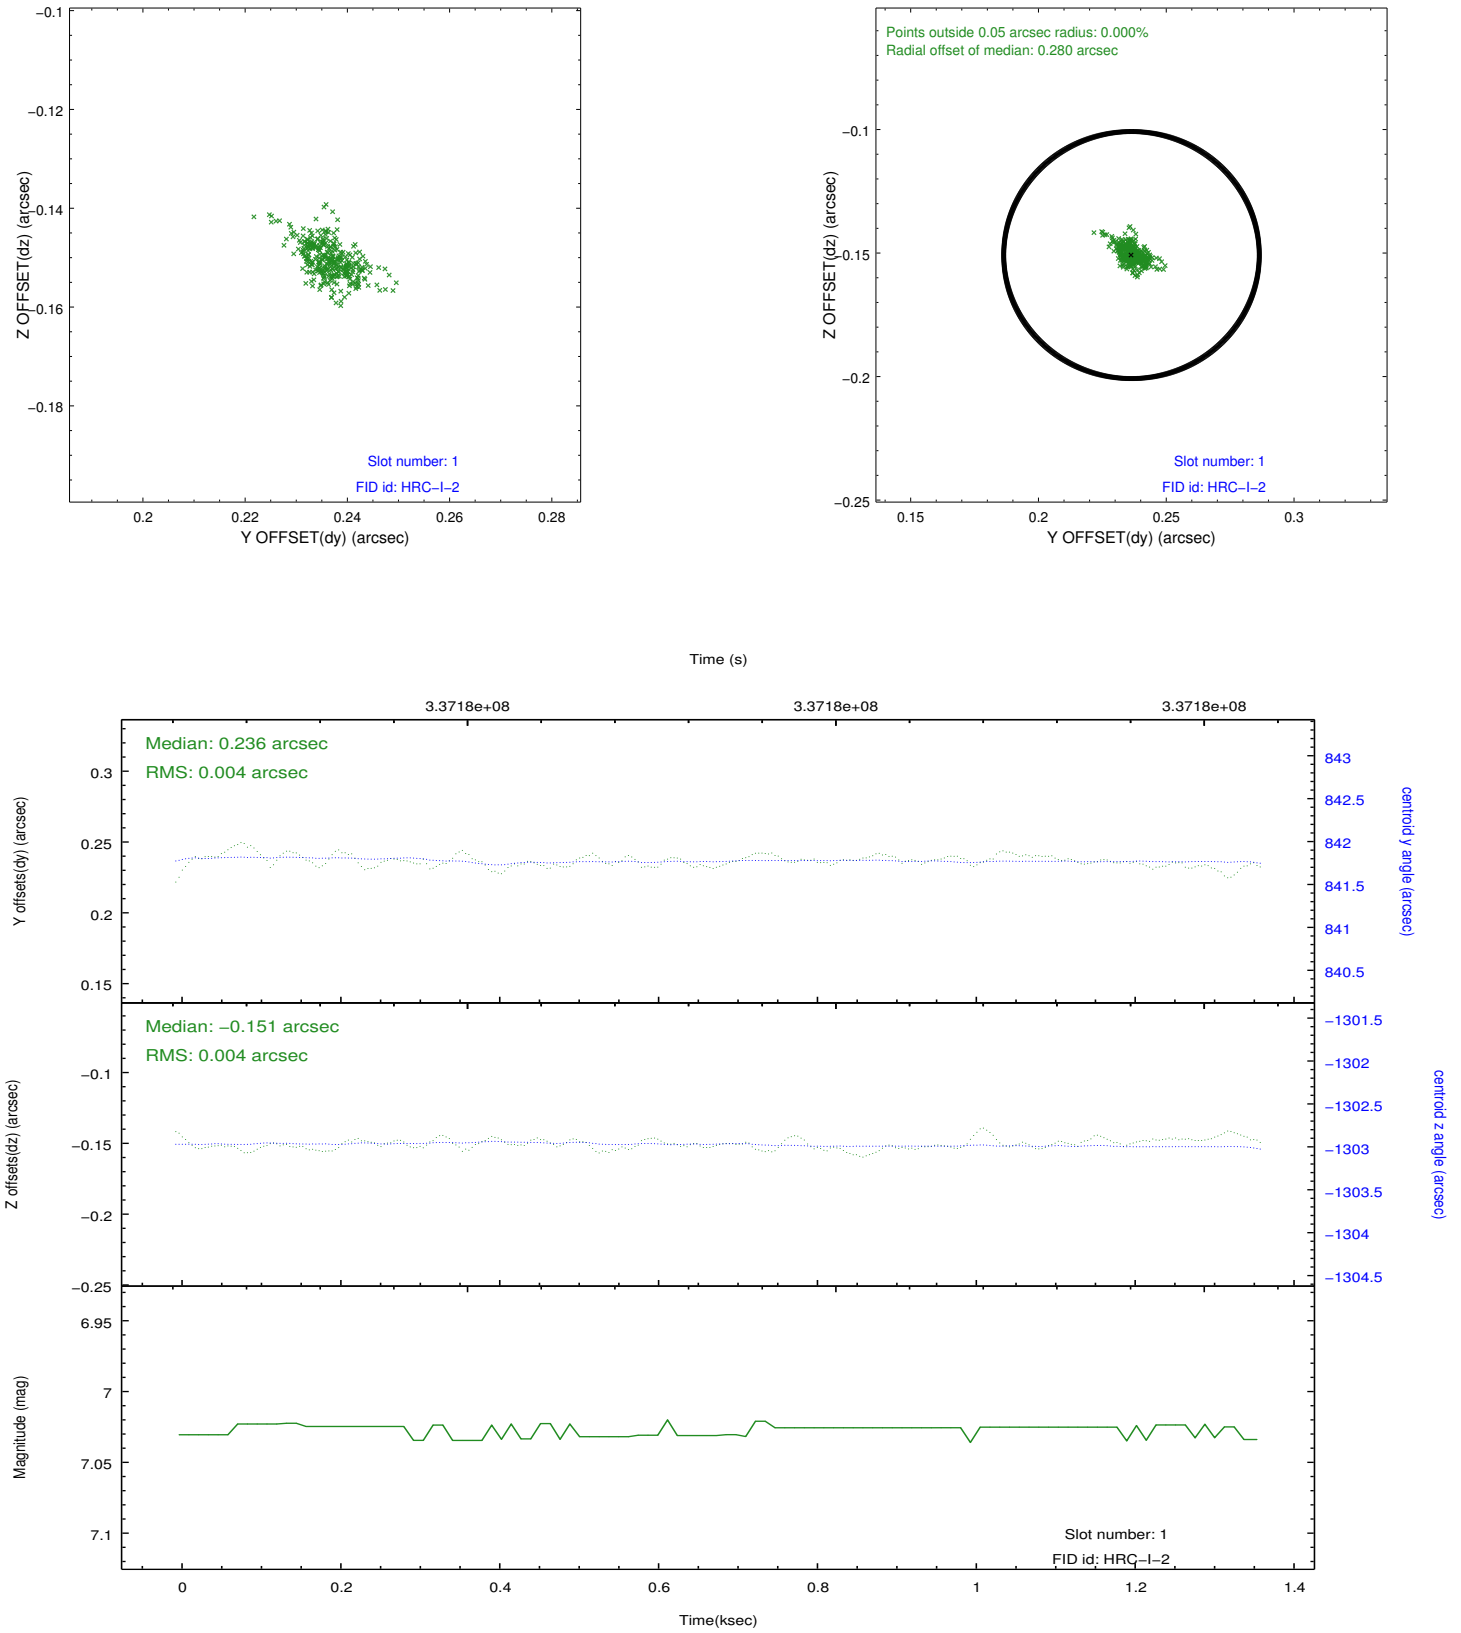 −0.1
−0.12
−0.14
−0.16
−0.18
Z OFFSET(dz) (arcsec)
Slot number: 1
FID id: HRC−I−2
0.2 0.22 0.24 0.26 0.28
Y OFFSET(dy) (arcsec)
Points outside 0.05 arcsec radius: 0.000%
Radial offset of median: 0.280 arcsec
−0.1
−0.15
−0.2
−0.25
Z OFFSET(dz) (arcsec)
Slot number: 1
FID id: HRC−I−2
0.15 0.2 0.25 0.3
Y OFFSET(dy) (arcsec)
Time (s)
3.3718e+08 3.3718e+08 3.3718e+08
Median: 0.236 arcsec
RMS: 0.004 arcsec
0.3
0.25
0.2
0.15
Y offsets(dy) (arcsec)
843
842.5
842
841.5
841
840.5
centroid y angle (arcsec)
Median: −0.151 arcsec
RMS: 0.004 arcsec
−0.1
−0.15
−0.2
−0.25
Z offsets(dz) (arcsec)
−1301.5
−1302
−1302.5
−1303
−1303.5
−1304
−1304.5
centroid z angle (arcsec)
6.95
7
7.05
7.1
Magnitude (mag)
Slot number: 1
FID id: HRC−I−2
0 0.2 0.4 0.6 0.8 1 1.2 1.4
Time(ksec)